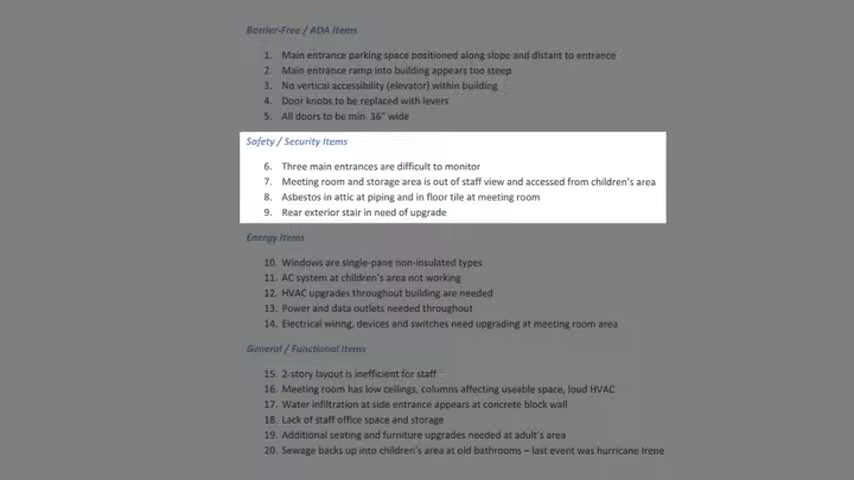 Barrier-Free / ADA Items
1. Main entrance parking space positioned along slope and distant to entrance
2. Main entrance ramp into building appears too steep
3. No vertical accessibility (elevator) within building
4. Door knobs to be replaced with levers
5. All doors to be min. 36" wide
Safety / Security Items
6. Three main entrances are difficult to monitor
7. Meeting room and storage area is out of staff view and accessed from children's area
8. Asbestos in attic at piping and in floor tile at meeting room
9. Rear exterior stair in need of upgrade
Energy Items
10. Windows are single-pane non-insulated types
11. AC system at children's area not working
12. HVAC upgrades throughout building are needed
13. Power and data outlets needed throughout
14. Electrical wiring, devices and switches need upgrading at meeting room area
General / Functional Items
15. 2-story layout is inefficient for staff
16. Meeting room has low ceilings, columns affecting useable space, loud HVAC
17. Water infiltration at side entrance appears at concrete block wall
18. Lack of staff office space and storage
19. Additional seating and furniture upgrades needed at adult's area
20. Sewage backs up into children's area at old bathrooms – last event was hurricane Irene